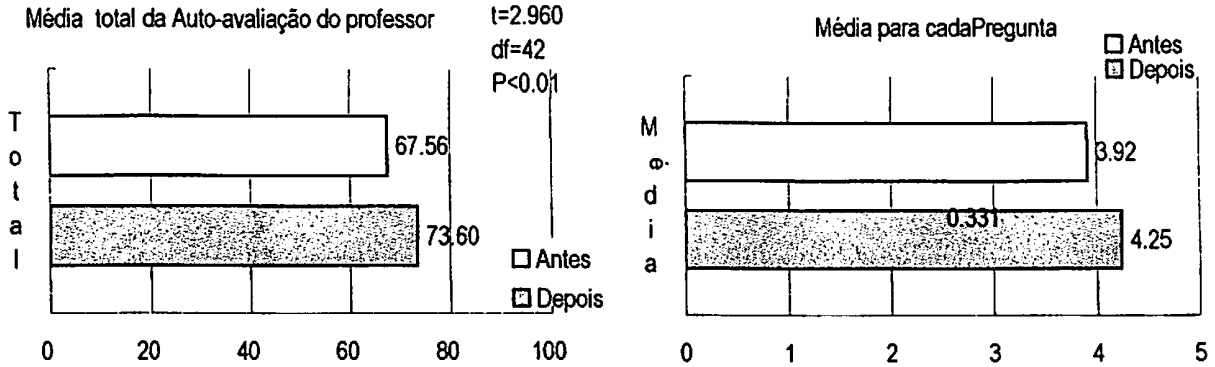 Média total da Auto-avaliação do professor
t=2.960
df=42
P<0.01
Total
67.56
73.60
Antes
Depois
0 20 40 60 80 100
Média para cadaPregunta
Antes
Depois
Média
3.92
0.331
4.25
0 1 2 3 4 5